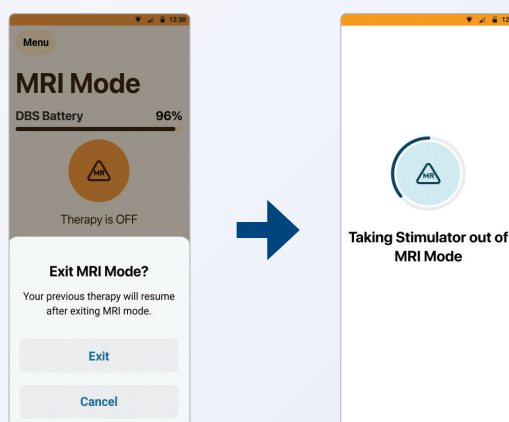 12:30
Menu
MRI Mode
DBS Battery 96%
MR
Therapy is OFF
Exit MRI Mode?
Your previous therapy will resume
after exiting MRI mode.
Exit
Cancel
MR
Taking Stimulator out of
MRI Mode